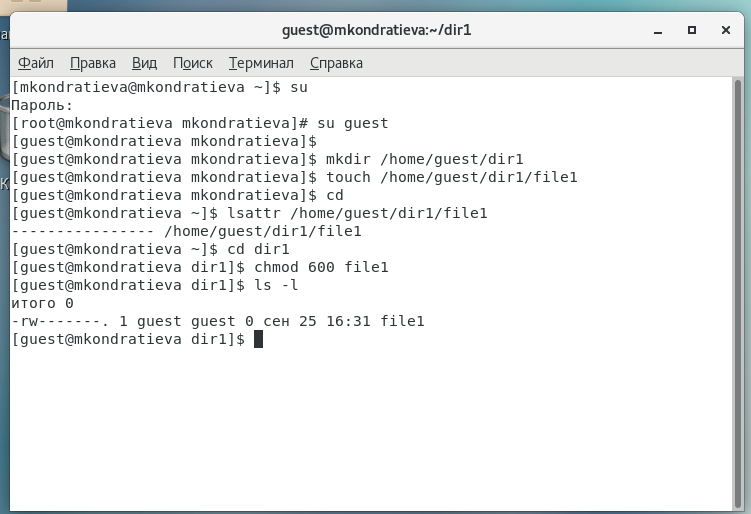 guest@mkondratieva:~/dir1
Файл Правка Вид Поиск Терминал Справка
[mkondratieva@mkondratieva ~]$ su
Пароль:
[root@mkondratieva mkondratieva]# su guest
[guest@mkondratieva mkondratieva]$
[guest@mkondratieva mkondratieva]$ mkdir /home/guest/dir1
[guest@mkondratieva mkondratieva]$ touch /home/guest/dir1/file1
[guest@mkondratieva mkondratieva]$ cd
[guest@mkondratieva ~]$ lsattr /home/guest/dir1/file1
---------------- /home/guest/dir1/file1
[guest@mkondratieva ~]$ cd dir1
[guest@mkondratieva dir1]$ chmod 600 file1
[guest@mkondratieva dir1]$ ls -l
итого 0
-rw-------. 1 guest guest 0 сен 25 16:31 file1
[guest@mkondratieva dir1]$